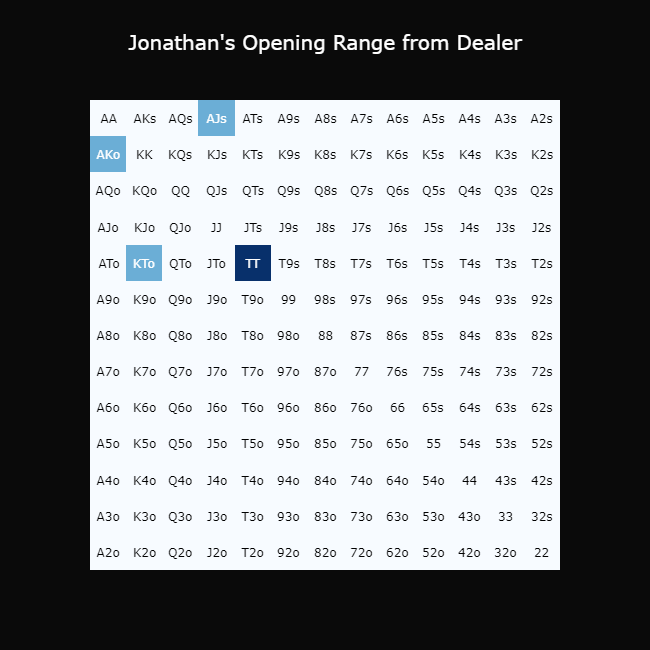 Jonathan's Opening Range from Dealer
AA AKs AQs AJs ATs A9s A8s A7s A6s A5s A4s A3s A2s
AKo KK KQs KJs KTs K9s K8s K7s K6s K5s K4s K3s K2s
AQo KQo QQ QJs QTs Q9s Q8s Q7s Q6s Q5s Q4s Q3s Q2s
AJo KJo QJo JJ JTs J9s J8s J7s J6s J5s J4s J3s J2s
ATo KTo QTo JTo TT T9s T8s T7s T6s T5s T4s T3s T2s
A9o K9o Q9o J9o T9o 99 98s 97s 96s 95s 94s 93s 92s
A8o K8o Q8o J8o T8o 98o 88 87s 86s 85s 84s 83s 82s
A7o K7o Q7o J7o T7o 97o 87o 77 76s 75s 74s 73s 72s
A6o K6o Q6o J6o T6o 96o 86o 76o 66 65s 64s 63s 62s
A5o K5o Q5o J5o T5o 95o 85o 75o 65o 55 54s 53s 52s
A4o K4o Q4o J4o T4o 94o 84o 74o 64o 54o 44 43s 42s
A3o K3o Q3o J3o T3o 93o 83o 73o 63o 53o 43o 33 32s
A2o K2o Q2o J2o T2o 92o 82o 72o 62o 52o 42o 32o 22